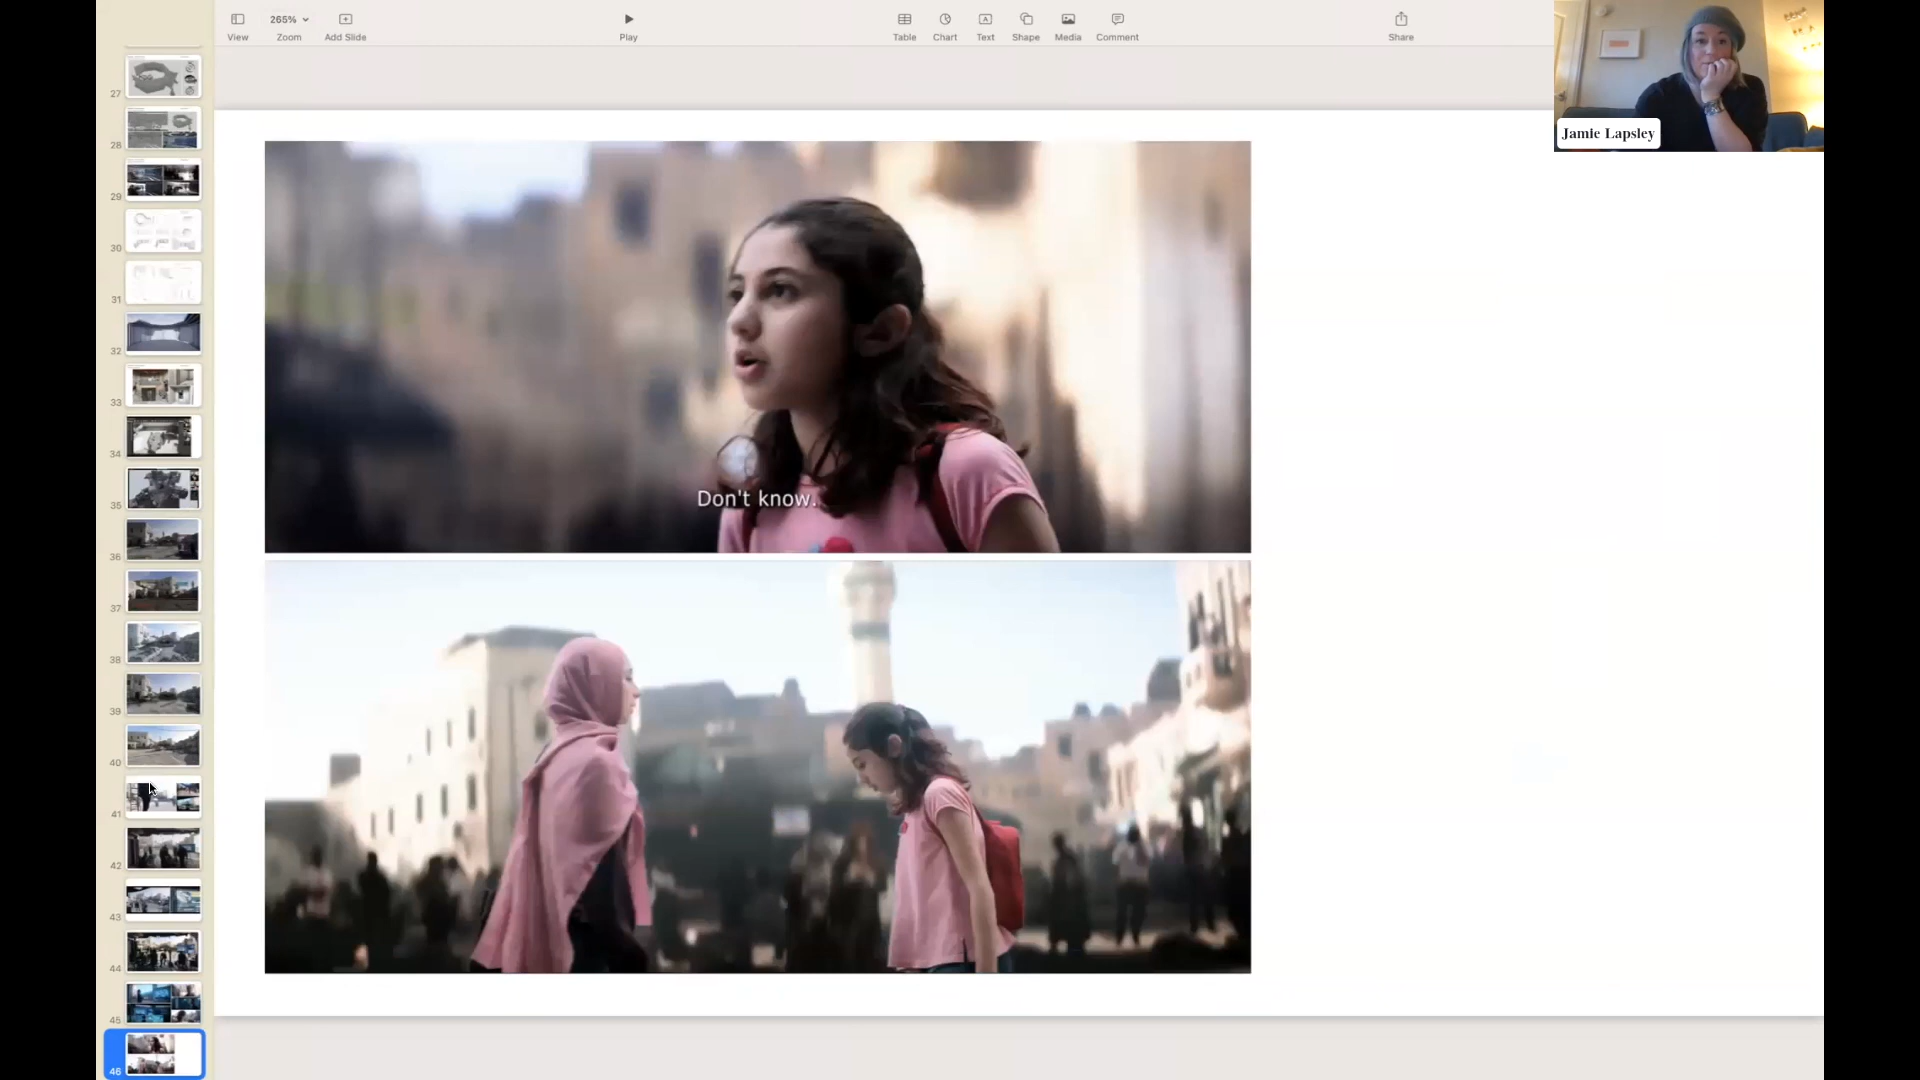 265%
View
Zoom
Add Slide
Play
Table
Chart
Text
Shape
Media
Comment
Share
Jamie Lapsley
27
28
29
30
31
32
33
34
35
36
37
38
39
40
41
42
43
44
45
46
Don't know.